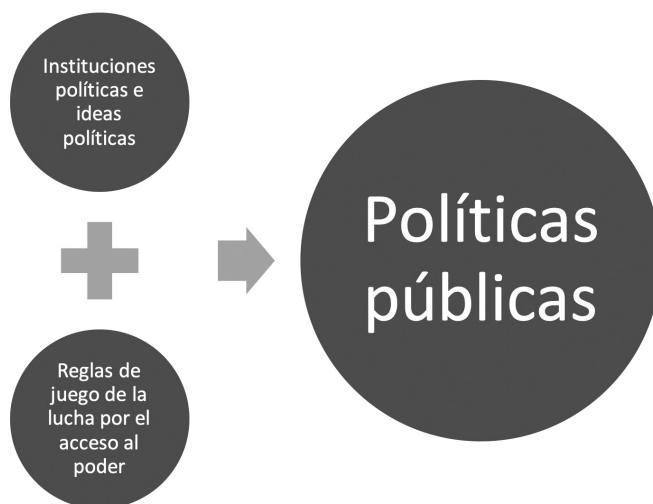 Instituciones
políticas e
ideas
políticas
Reglas de
juego de la
lucha por el
acceso al
poder
Políticas
públicas